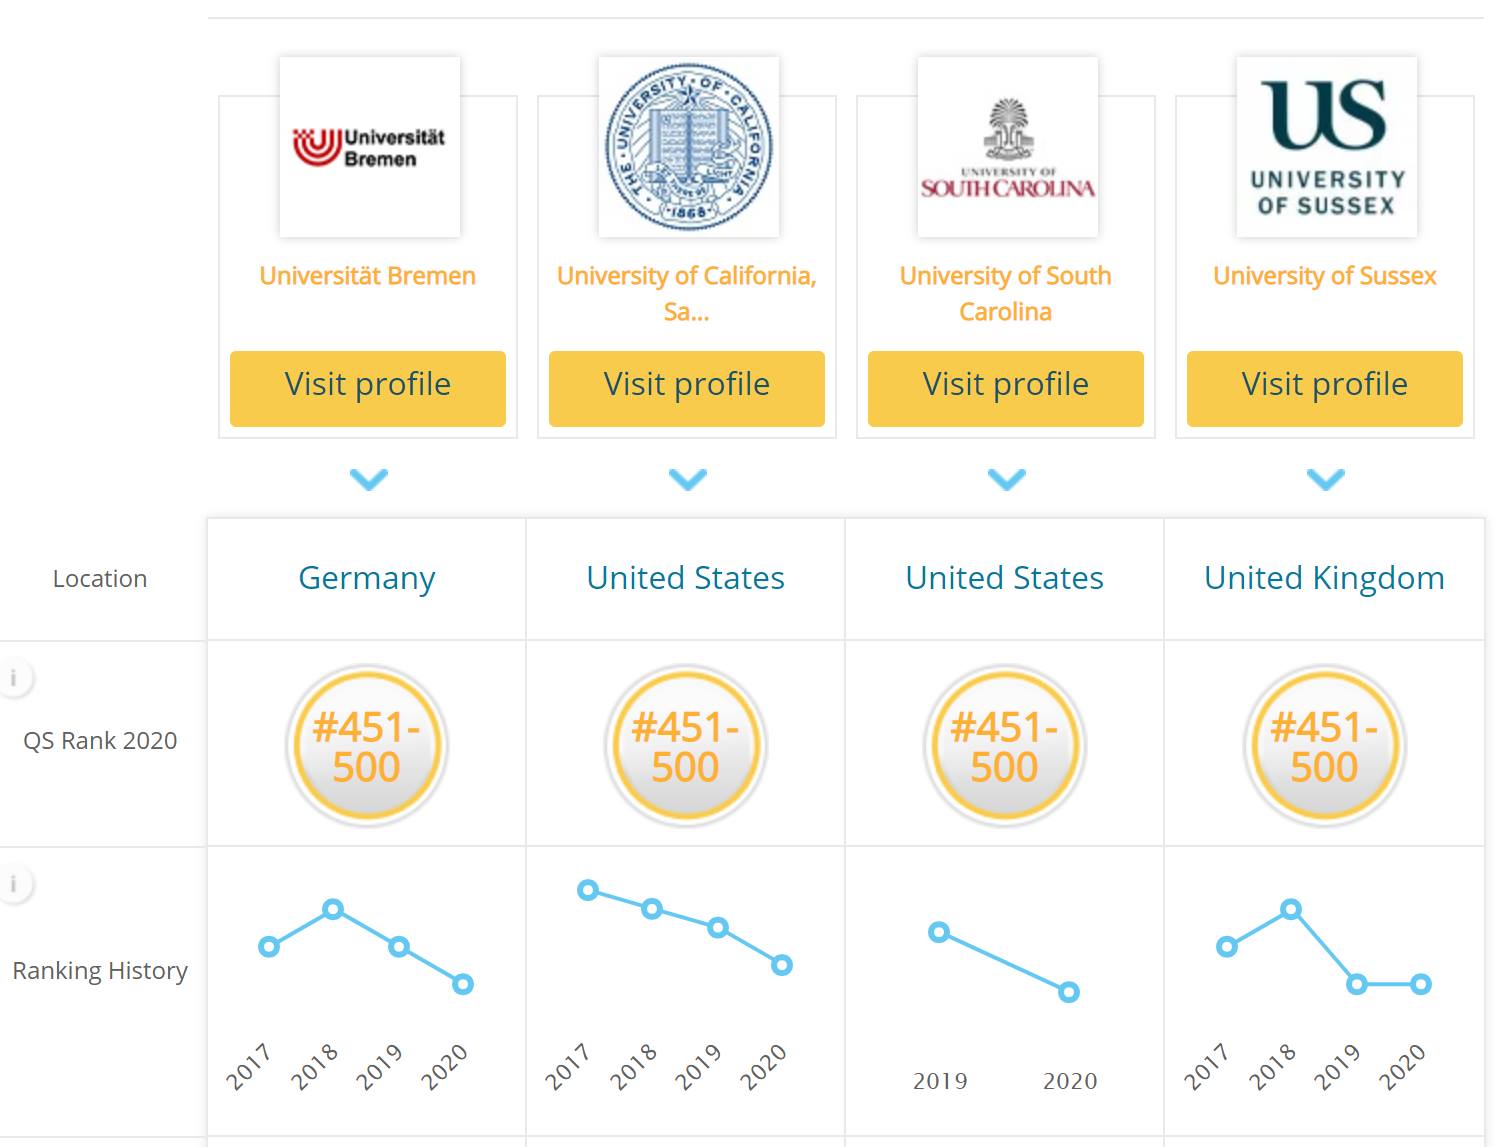 Universität
Bremen
THE · UNIVERSITY · OF · CALIFORNIA
· 1868 ·
UNIVERSITY OF
SOUTH CAROLINA
US
UNIVERSITY
OF SUSSEX
Universität Bremen
University of California,
Sa...
University of South
Carolina
University of Sussex
Visit profile
Visit profile
Visit profile
Visit profile
Location
Germany
United States
United States
United Kingdom
i
QS Rank 2020
#451-
500
#451-
500
#451-
500
#451-
500
i
Ranking History
2017
2018
2019
2020
2017
2018
2019
2020
2019
2020
2017
2018
2019
2020